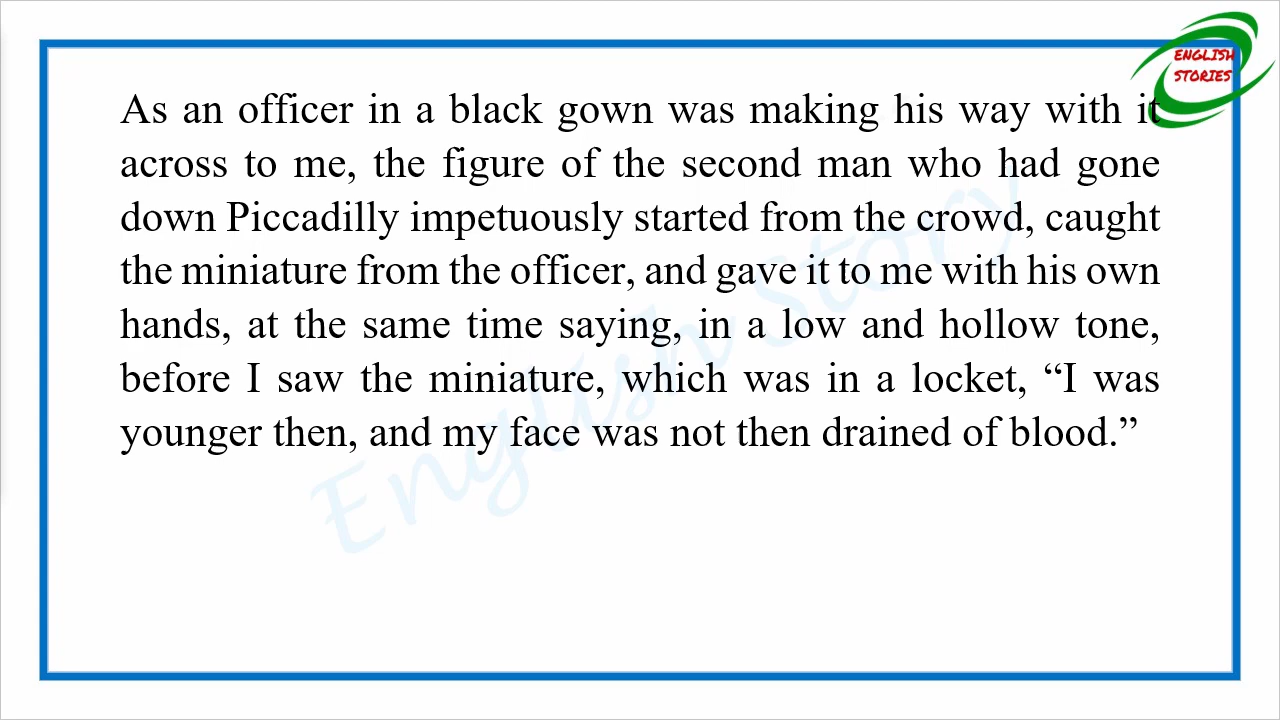 ENGLISH
STORIES
As an officer in a black gown was making his way with it
across to me, the figure of the second man who had gone
down Piccadilly impetuously started from the crowd, caught
the miniature from the officer, and gave it to me with his own
hands, at the same time saying, in a low and hollow tone,
before I saw the miniature, which was in a locket, “I was
younger then, and my face was not then drained of blood.”
English Story